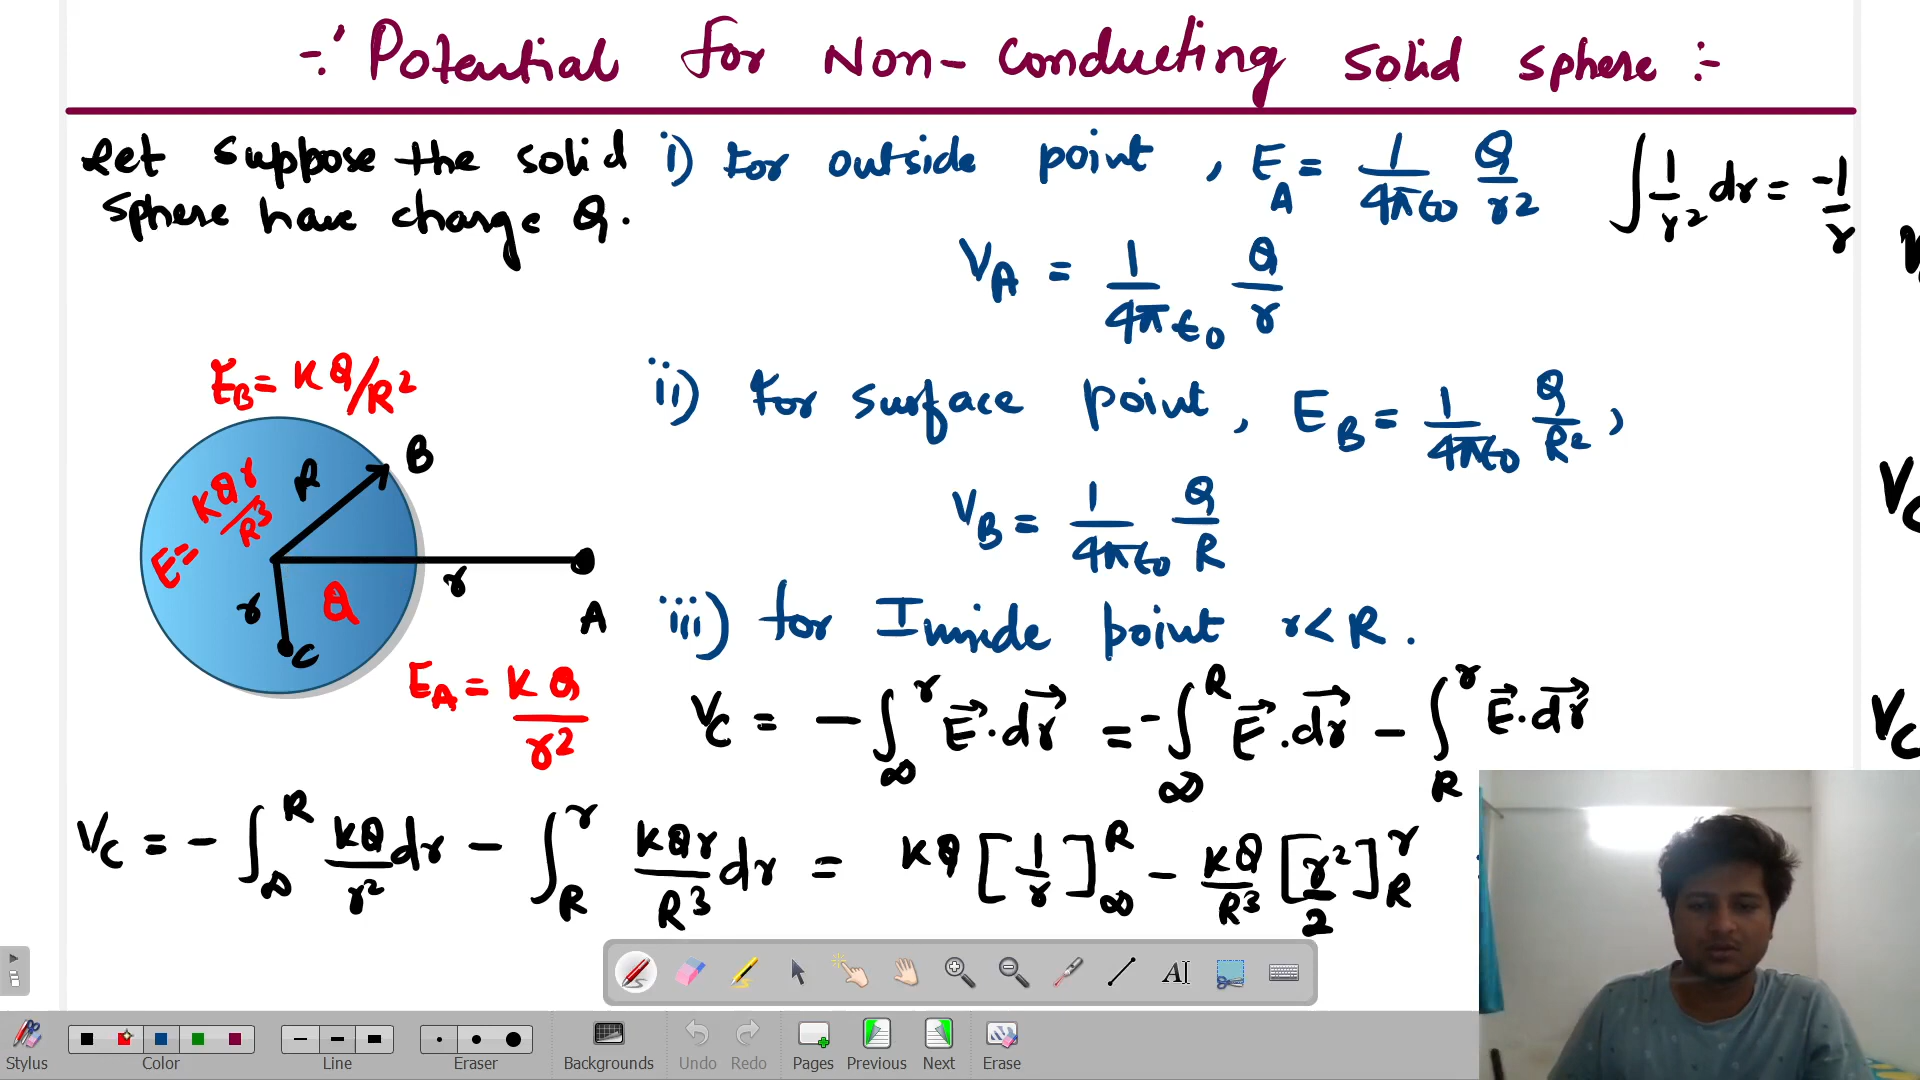 ∴ Potential for Non-Conducting Solid Sphere :-
Let suppose the solid
sphere have charge Q.
i) for outside point, E_A = 1/4πε0 Q/r²
∫ 1/r² dr = -1/r
V_A = 1/4πε0 Q/r
ii) for surface point, E_B = 1/4πε0 Q/R²,
V_B = 1/4πε0 Q/R
iii) for Inside point r < R.
V_C = -∫_∞^r E⃗·dr⃗ = -∫_∞^R E⃗·dr⃗ - ∫_R^r E⃗·dr⃗
E_B = KQ/R²
B
R
E = KQr/R³
r
Q
C
r
A
E_A = KQ/r²
V_C = -∫_∞^R KQ/r² dr - ∫_R^r KQr/R³ dr = KQ[1/r]_∞^R - KQ/R³ [r²/2]_R^r
V_C
V_C
Stylus
Color
Line
Eraser
Backgrounds
Undo
Redo
Pages
Previous
Next
Erase